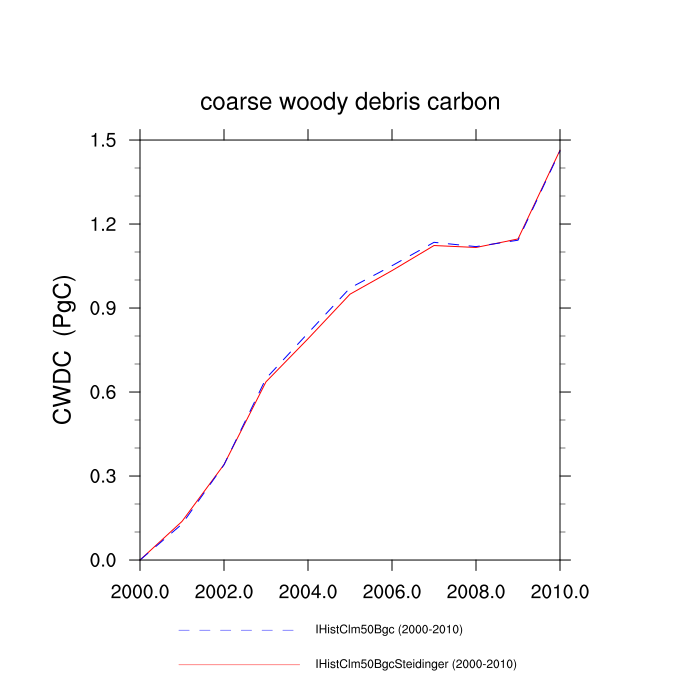 coarse woody debris carbon
CWDC (PgC)
1.5
1.2
0.9
0.6
0.3
0.0
2000.0 2002.0 2004.0 2006.0 2008.0 2010.0
IHistClm50Bgc (2000-2010)
IHistClm50BgcSteidinger (2000-2010)